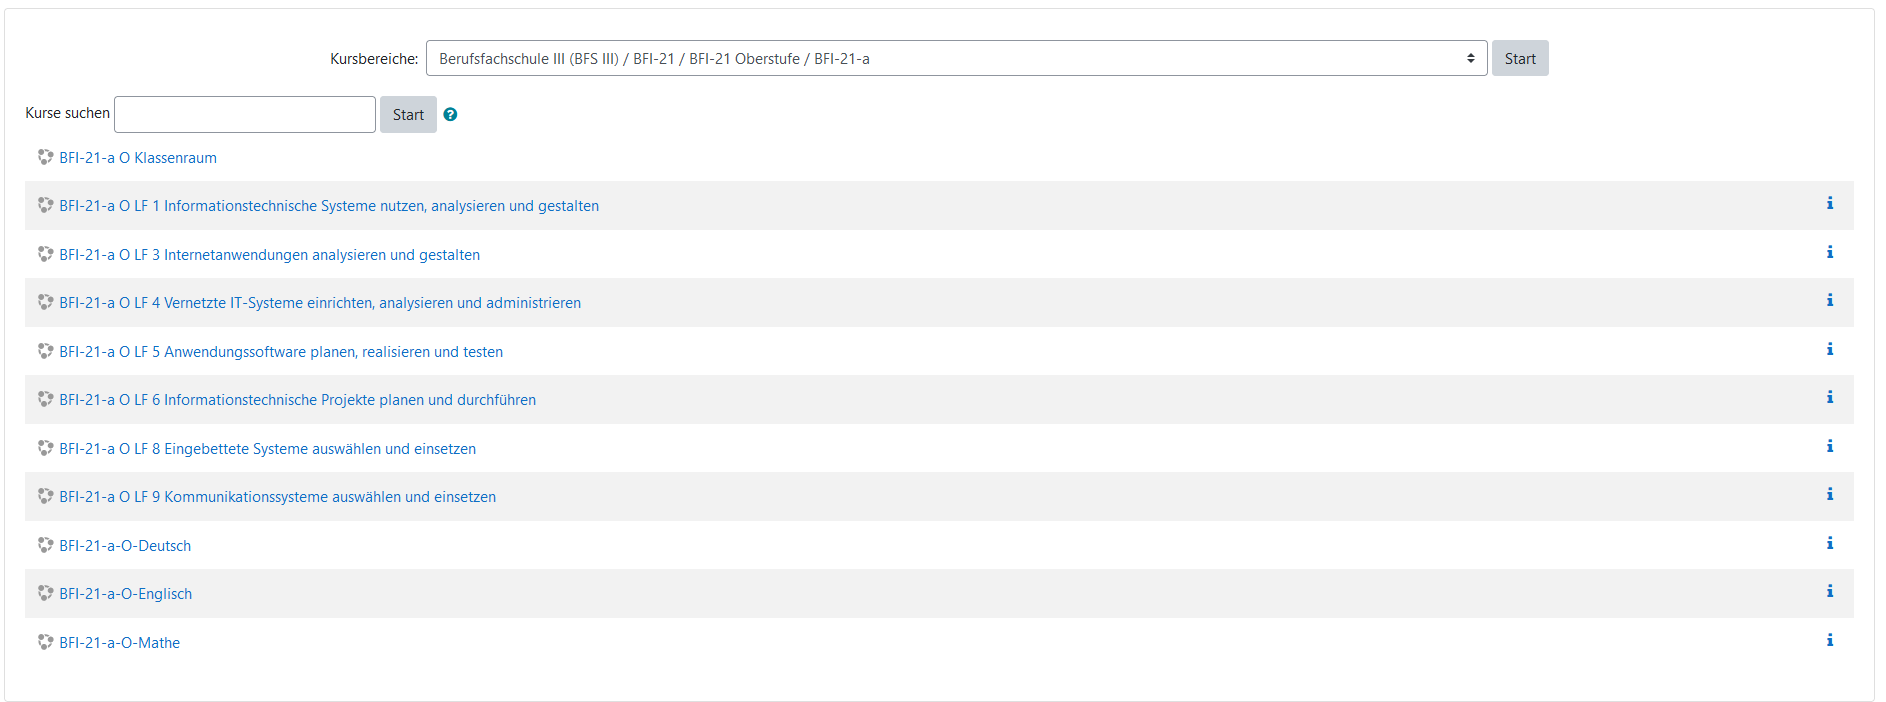 Kursbereiche: Berufsfachschule III (BFS III) / BFI-21 / BFI-21 Oberstufe / BFI-21-a Start
Kurse suchen Start
BFI-21-a O Klassenraum
BFI-21-a O LF 1 Informationstechnische Systeme nutzen, analysieren und gestalten
BFI-21-a O LF 3 Internetanwendungen analysieren und gestalten
BFI-21-a O LF 4 Vernetzte IT-Systeme einrichten, analysieren und administrieren
BFI-21-a O LF 5 Anwendungssoftware planen, realisieren und testen
BFI-21-a O LF 6 Informationstechnische Projekte planen und durchführen
BFI-21-a O LF 8 Eingebettete Systeme auswählen und einsetzen
BFI-21-a O LF 9 Kommunikationssysteme auswählen und einsetzen
BFI-21-a-O-Deutsch
BFI-21-a-O-Englisch
BFI-21-a-O-Mathe